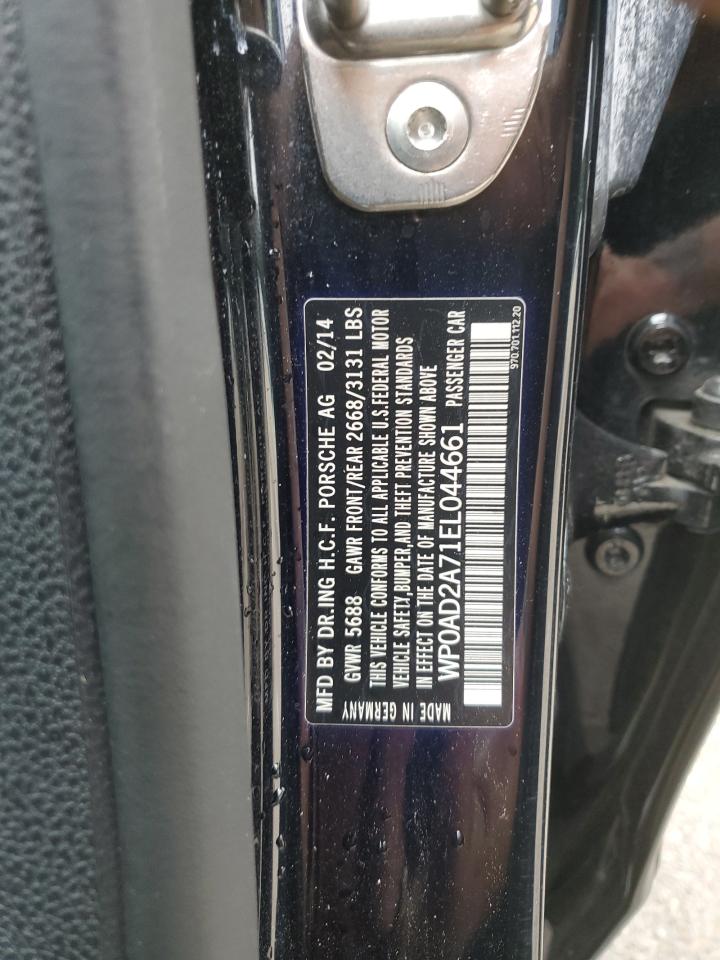 MFD BY DR.ING H.C.F. PORSCHE AG 02/14
GVWR 5688 GAWR FRONT/REAR 2668/3131 LBS
THIS VEHICLE CONFORMS TO ALL APPLICABLE U.S.FEDERAL MOTOR
VEHICLE SAFETY,BUMPER,AND THEFT PREVENTION STANDARDS
IN EFFECT ON THE DATE OF MANUFACTURE SHOWN ABOVE
WP0AD2A71EL044661 PASSENGER CAR
MADE IN GERMANY
970.701.112.20